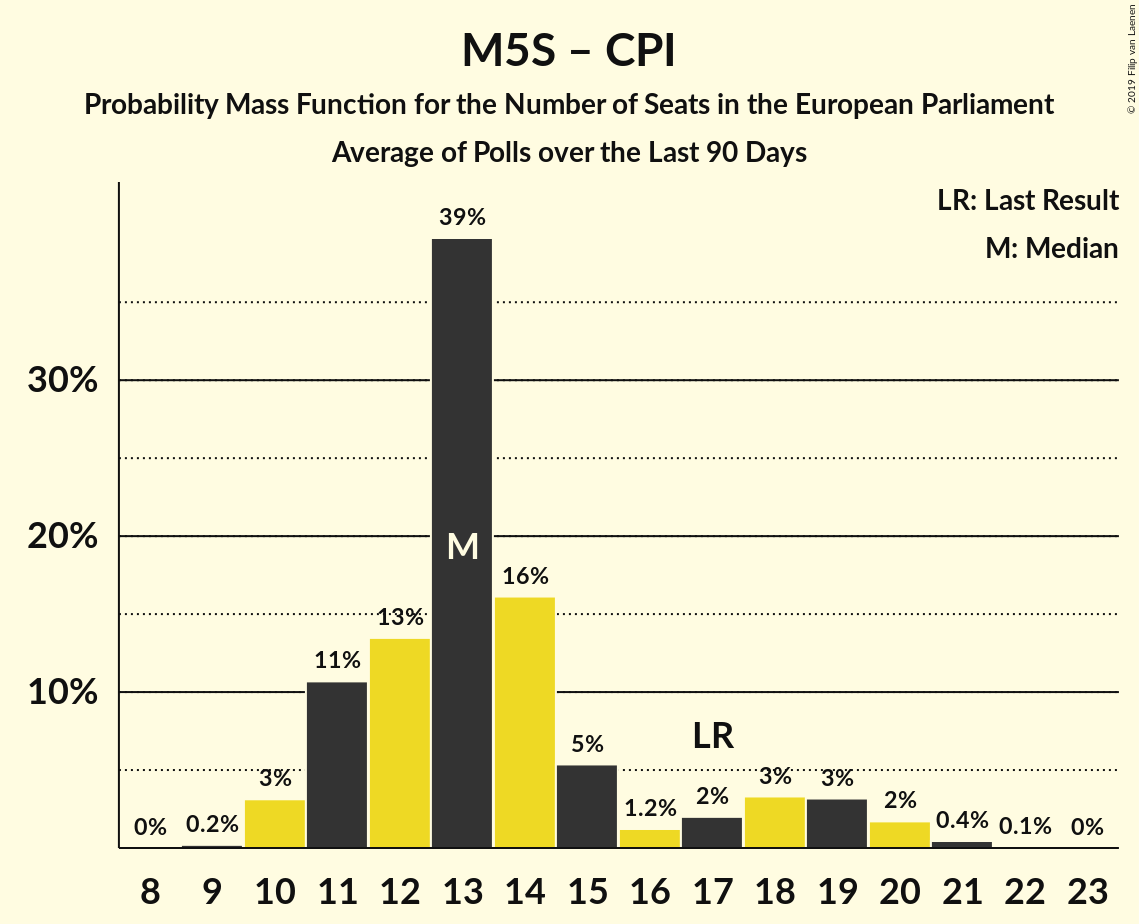 M5S – CPI
Probability Mass Function for the Number of Seats in the European Parliament
Average of Polls over the Last 90 Days
© 2019 Filip van Laenen
LR: Last Result
M: Median
39%
30%
20%
M
16%
13%
11%
10%
LR
5%
3%
3%
3%
2%
2%
1.2%
0.4%
0.2%
0.1%
0%
0%
8 9 10 11 12 13 14 15 16 17 18 19 20 21 22 23